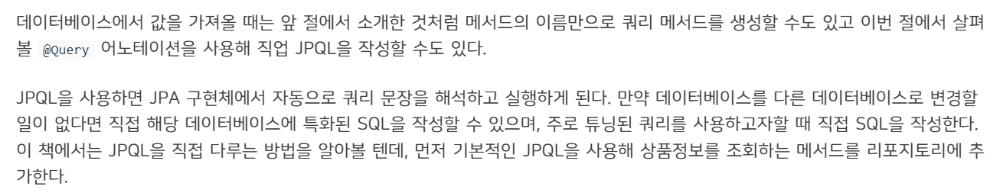 데이터베이스에서 값을 가져올 때는 앞 절에서 소개한 것처럼 메서드의 이름만으로 쿼리 메서드를 생성할 수도 있고 이번 절에서 살펴
볼 @Query 어노테이션을 사용해 직업 JPQL을 작성할 수도 있다.
JPQL을 사용하면 JPA 구현체에서 자동으로 쿼리 문장을 해석하고 실행하게 된다. 만약 데이터베이스를 다른 데이터베이스로 변경할
일이 없다면 직접 해당 데이터베이스에 특화된 SQL을 작성할 수 있으며, 주로 튜닝된 쿼리를 사용하고자할 때 직접 SQL을 작성한다.
이 책에서는 JPQL을 직접 다루는 방법을 알아볼 텐데, 먼저 기본적인 JPQL을 사용해 상품정보를 조회하는 메서드를 리포지토리에 추
가한다.